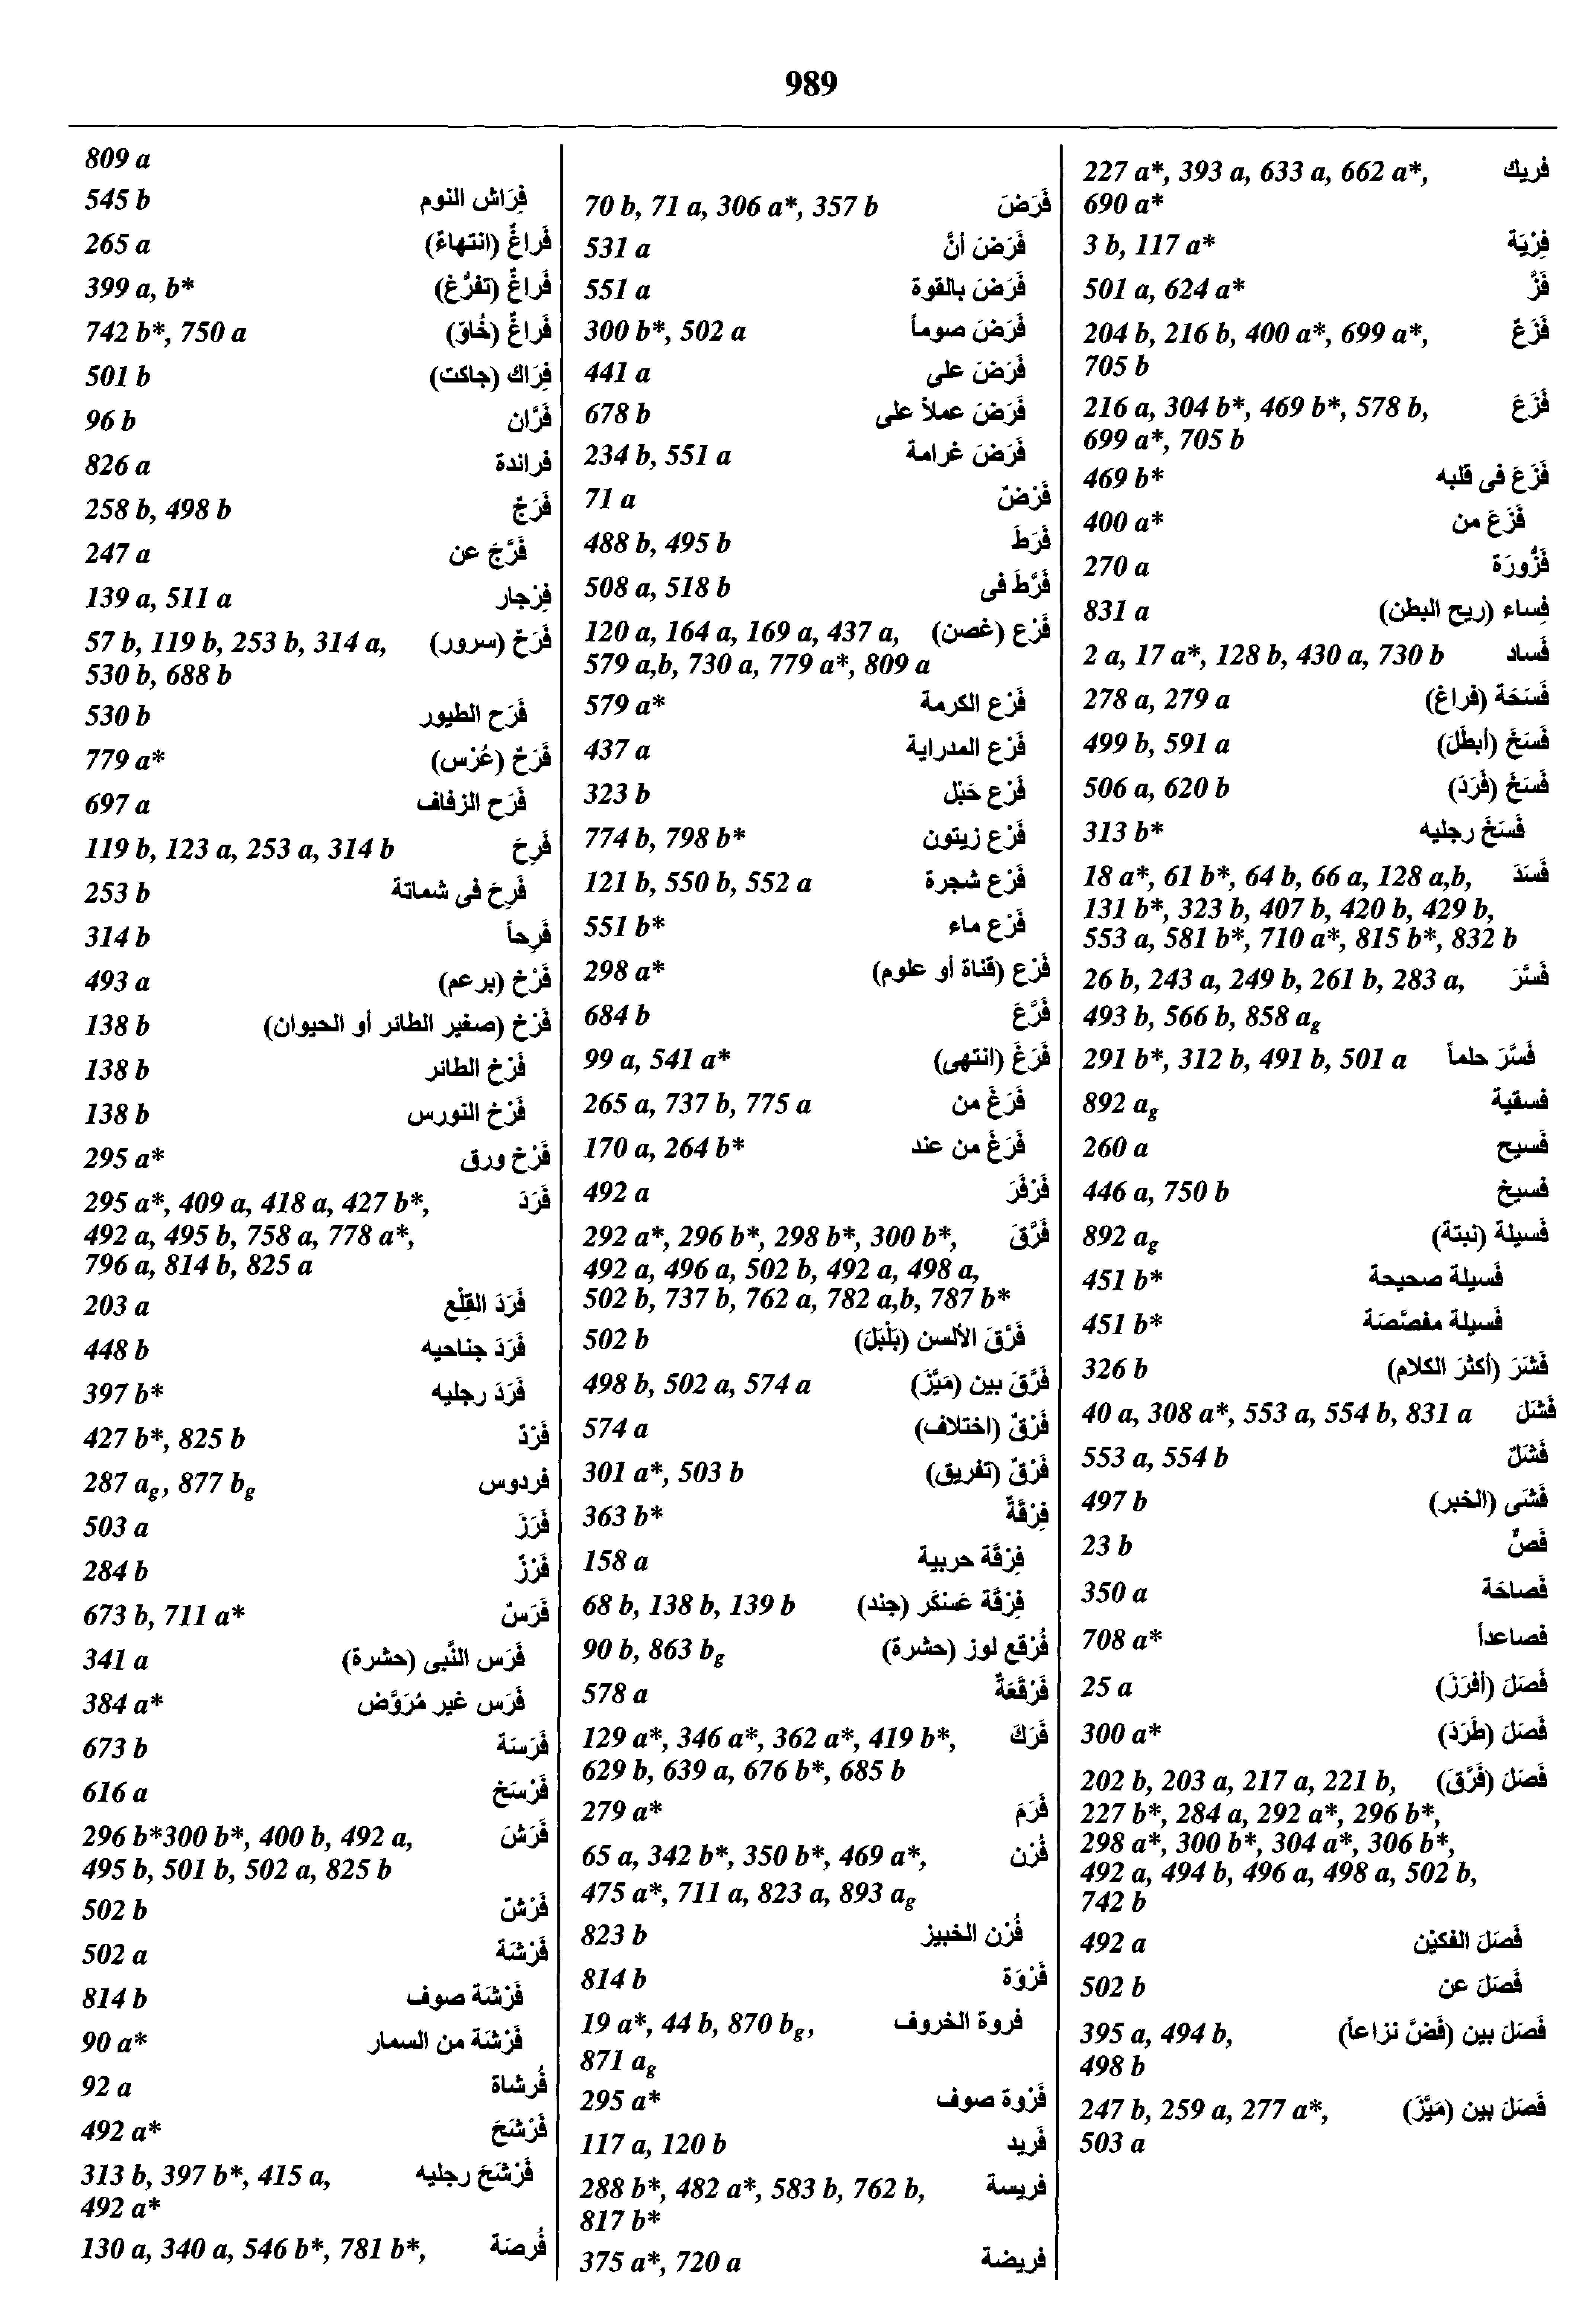 989
809 a
545 b فِرَاش النوم
265 a فَراغٌ (انتهاءٌ)
399 a, b* فَراغٌ (تفرُّغ)
742 b*, 750 a فَراغٌ (خُاوّ)
501 b فِرَاك (جاكت)
96 b فَرَّان
826 a فراندة
258 b, 498 b فَرَجٌ
247 a فَرَّجَ عن
139 a, 511 a فِرْجار
57 b, 119 b, 253 b, 314 a, فَرَحٌ (سرور)
530 b, 688 b
530 b فَرَح الطيور
779 a* فَرَحٌ (عُرْس)
697 a فَرَح الزفاف
119 b, 123 a, 253 a, 314 b فَرِحَ
253 b فَرِحَ فى شماتة
314 b فَرِحاً
493 a فَرْخ (برعم)
138 b فَرْخ (صغير الطائر أو الحيوان)
138 b فَرْخ الطائر
138 b فَرْخ النورس
295 a* فَرْخ ورق
295 a*, 409 a, 418 a, 427 b*, فَرَدَ
492 a, 495 b, 758 a, 778 a*,
796 a, 814 b, 825 a
203 a فَرَدَ القِلْع
448 b فَرَدَ جناحيه
397 b* فَرَدَ رجليه
427 b*, 825 b فَرْدٌ
287 ag, 877 bg فردوس
503 a فَرَزَ
284 b فَرْزٌ
673 b, 711 a* فَرَسٌ
341 a فَرَس النَّبى (حشرة)
384 a* فَرَس غير مُرَوَّض
673 b فَرَسَة
616 a فَرْسَخ
296 b*300 b*, 400 b, 492 a, فَرَشَ
495 b, 501 b, 502 a, 825 b
502 b فَرْشٌ
502 a فَرْشَة
814 b فَرْشَة صوف
90 a* فَرْشَة من السمار
92 a فُرشاة
492 a* فَرْشَحَ
313 b, 397 b*, 415 a, فَرْشَحَ رجليه
492 a*
130 a, 340 a, 546 b*, 781 b*, فُرصَة
70 b, 71 a, 306 a*, 357 b فَرَضَ
531 a فَرَضَ أنَّ
551 a فَرَضَ بالقوة
300 b*, 502 a فَرَضَ صوماً
441 a فَرَضَ على
678 b فَرَضَ عملاً على
234 b, 551 a فَرَضَ غرامة
71 a فَرْضٌ
488 b, 495 b فَرَطَ
508 a, 518 b فَرَّطَ فى
120 a, 164 a, 169 a, 437 a, فَرْع (غصن)
579 a,b, 730 a, 779 a*, 809 a
579 a* فَرْع الكرمة
437 a فَرْع المدراية
323 b فَرْع حَبْل
774 b, 798 b* فَرْع زيتون
121 b, 550 b, 552 a فَرْع شجرة
551 b* فَرْع ماء
298 a* فَرْع (قناة أو علوم)
684 b فَرَّعَ
99 a, 541 a* فَرَغَ (انتهى)
265 a, 737 b, 775 a فَرَغَ من
170 a, 264 b* فَرَغَ من عند
492 a فَرْفَرَ
292 a*, 296 b*, 298 b*, 300 b*, فَرَّقَ
492 a, 496 a, 502 b, 492 a, 498 a,
502 b, 737 b, 762 a, 782 a,b, 787 b*
502 b فَرَّقَ الألسن (بَلْبَلَ)
498 b, 502 a, 574 a فَرَّقَ بين (مَيَّزَ)
574 a فَرْقٌ (اختلاف)
301 a*, 503 b فَرْقٌ (تفريق)
363 b* فِرْقَةٌ
158 a فِرْقَة حربية
68 b, 138 b, 139 b فِرْقَة عَسْكَر (جند)
90 b, 863 bg فُرْقع لوز (حشرة)
578 a فَرْقَعَةٌ
129 a*, 346 a*, 362 a*, 419 b*, فَرَكَ
629 b, 639 a, 676 b*, 685 b
279 a* فَرَمَ
65 a, 342 b*, 350 b*, 469 a*, فُرْن
475 a*, 711 a, 823 a, 893 ag
823 b فُرْن الخبيز
814 b فَرْوَة
19 a*, 44 b, 870 bg, فروة الخروف
871 ag
295 a* فَرْوة صوف
117 a, 120 b فَريد
288 b*, 482 a*, 583 b, 762 b, فريسة
817 b*
375 a*, 720 a فريضة
227 a*, 393 a, 633 a, 662 a*, فريك
690 a*
3 b, 117 a* فِرْيَة
501 a, 624 a* فَزَّ
204 b, 216 b, 400 a*, 699 a*, فَزَعٌ
705 b
216 a, 304 b*, 469 b*, 578 b, فَزَعَ
699 a*, 705 b
469 b* فَزَعَ فى قلبه
400 a* فَزَعَ من
270 a فَزُّورَة
831 a فساء (ريح البطن)
2 a, 17 a*, 128 b, 430 a, 730 b فَساد
278 a, 279 a فَسَحَة (فراغ)
499 b, 591 a فَسَخَ (أبطَلَ)
506 a, 620 b فَسَخَ (فَرَدَ)
313 b* فَسَخَ رجليه
18 a*, 61 b*, 64 b, 66 a, 128 a,b, فَسَدَ
131 b*, 323 b, 407 b, 420 b, 429 b,
553 a, 581 b*, 710 a*, 815 b*, 832 b
26 b, 243 a, 249 b, 261 b, 283 a, فَسَّرَ
493 b, 566 b, 858 ag
291 b*, 312 b, 491 b, 501 a فَسَّرَ حلماً
892 ag فسقية
260 a فَسيح
446 a, 750 b فسيخ
892 ag فَسيلة (نبتة)
451 b* فَسيلة صحيحة
451 b* فَسيلة مفصَّصَة
326 b فَشَرَ (أكثَرَ الكلام)
40 a, 308 a*, 553 a, 554 b, 831 a فَشَلَ
553 a, 554 b فَشَلٌ
497 b فَشَى (الخبر)
23 b فَصٌّ
350 a فَصاحَة
708 a* فصاعداً
25 a فَصَلَ (أفرَزَ)
300 a* فَصَلَ (طَرَدَ)
202 b, 203 a, 217 a, 221 b, فَصَلَ (فَرَّقَ)
227 b*, 284 a, 292 a*, 296 b*,
298 a*, 300 b*, 304 a*, 306 b*,
492 a, 494 b, 496 a, 498 a, 502 b,
742 b
492 a فَصَلَ الفكيْن
502 b فَصَلَ عن
395 a, 494 b, فَصَلَ بين (فَضَّ نزاعاً)
498 b
247 b, 259 a, 277 a*, فَصَلَ بين (مَيَّزَ)
503 a